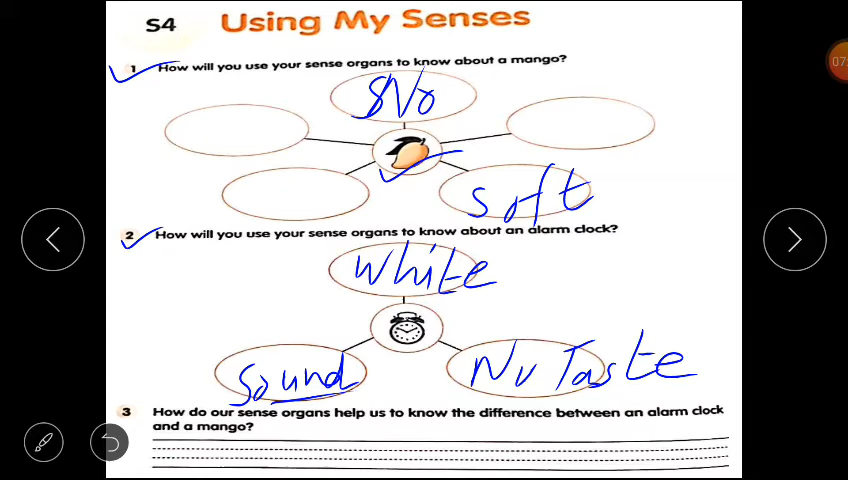 S4 Using My Senses
1 How will you use your sense organs to know about a mango?
Soft
2 How will you use your sense organs to know about an alarm clock?
White
Sound
No Taste
3 How do our sense organs help us to know the difference between an alarm clock
and a mango?